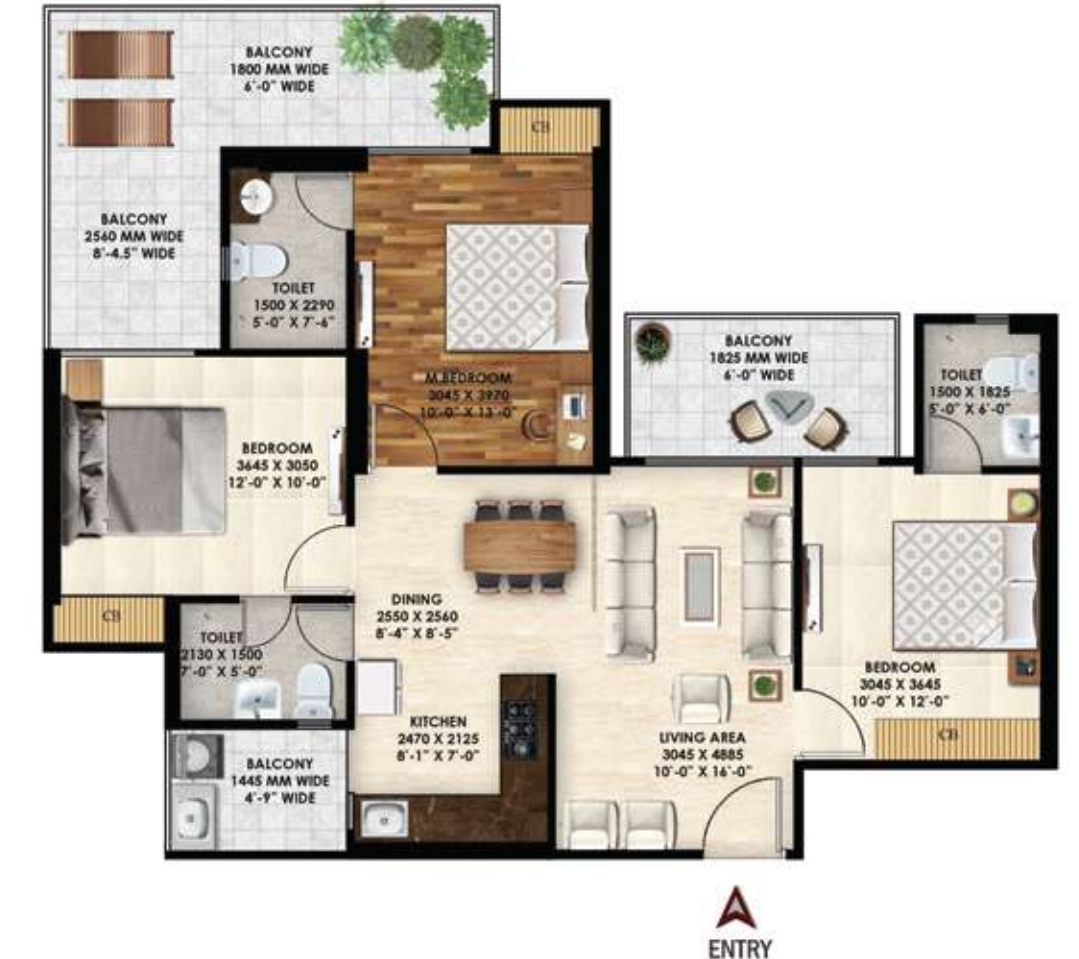 BALCONY
1800 MM WIDE
6'-0" WIDE
CB
BALCONY
2560 MM WIDE
8'-4.5" WIDE
TOILET
1500 X 2290
5'-0" X 7'-6"
M.BEDROOM
3045 X 3970
10'-0" X 13'-0"
BALCONY
1825 MM WIDE
6'-0" WIDE
TOILET
1500 X 1825
5'-0" X 6'-0"
BEDROOM
3645 X 3050
12'-0" X 10'-0"
CB
DINING
2550 X 2560
8'-4" X 8'-5"
TOILET
2130 X 1500
7'-0" X 5'-0"
BEDROOM
3045 X 3645
10'-0" X 12'-0"
CB
KITCHEN
2470 X 2125
8'-1" X 7'-0"
LIVING AREA
3045 X 4885
10'-0" X 16'-0"
BALCONY
1445 MM WIDE
4'-9" WIDE
ENTRY